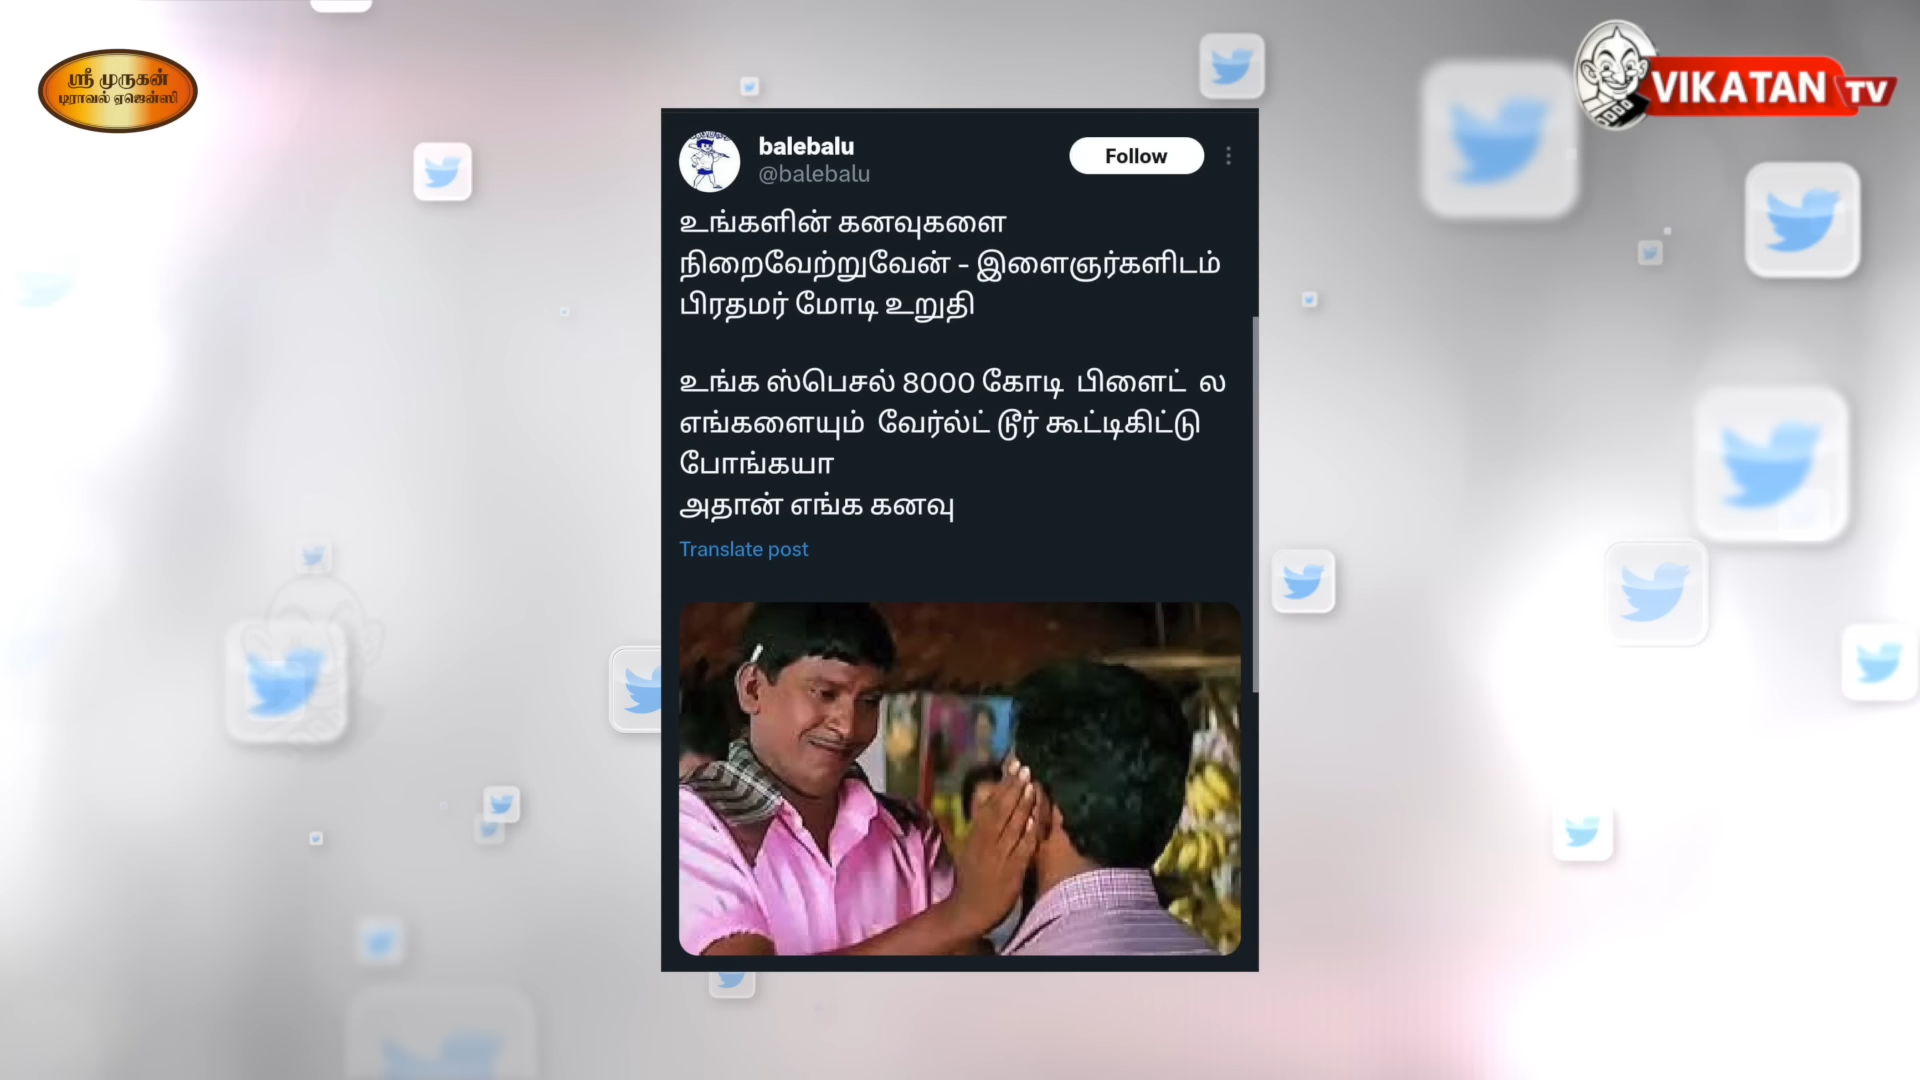 ஸ்ரீ முருகன்
டிராவல் ஏஜென்ஸி
VIKATAN TV
balebalu
@balebalu
Follow
உங்களின் கனவுகளை
நிறைவேற்றுவேன் - இளைஞர்களிடம்
பிரதமர் மோடி உறுதி
உங்க ஸ்பெசல் 8000 கோடி பிளைட் ல
எங்களையும் வேர்ல்ட் டூர் கூட்டிகிட்டு
போங்கயா
அதான் எங்க கனவு
Translate post